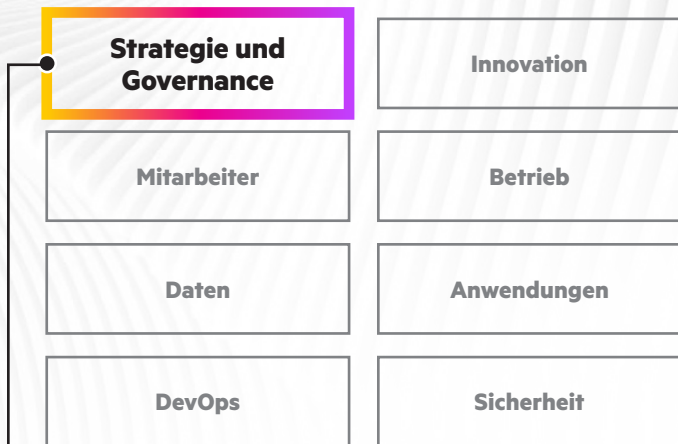 Strategie und
Governance
Innovation
Mitarbeiter
Betrieb
Daten
Anwendungen
DevOps
Sicherheit